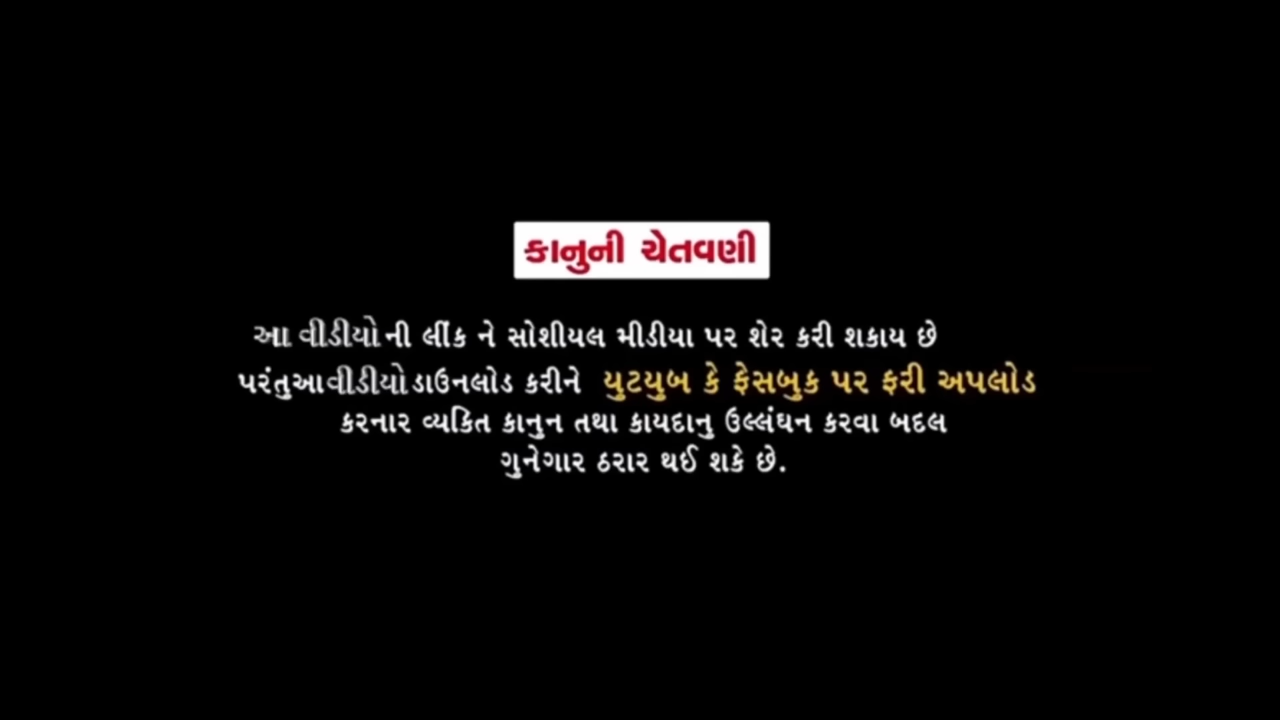 કાનુની ચેતવણી
આ વીડીયો ની લીંક ને સોશીયલ મીડીયા પર શેર કરી શકાય છે
પરંતુઆવીડીયો ડાઉનલોડ કરીને યુટયુબ કે ફેસબુક પર ફરી અપલોડ
કરનાર વ્યકિત કાનુન તથા કાયદાનુ ઉલ્લંઘન કરવા બદલ
ગુનેગાર ઠરાર થઈ શકે છે.